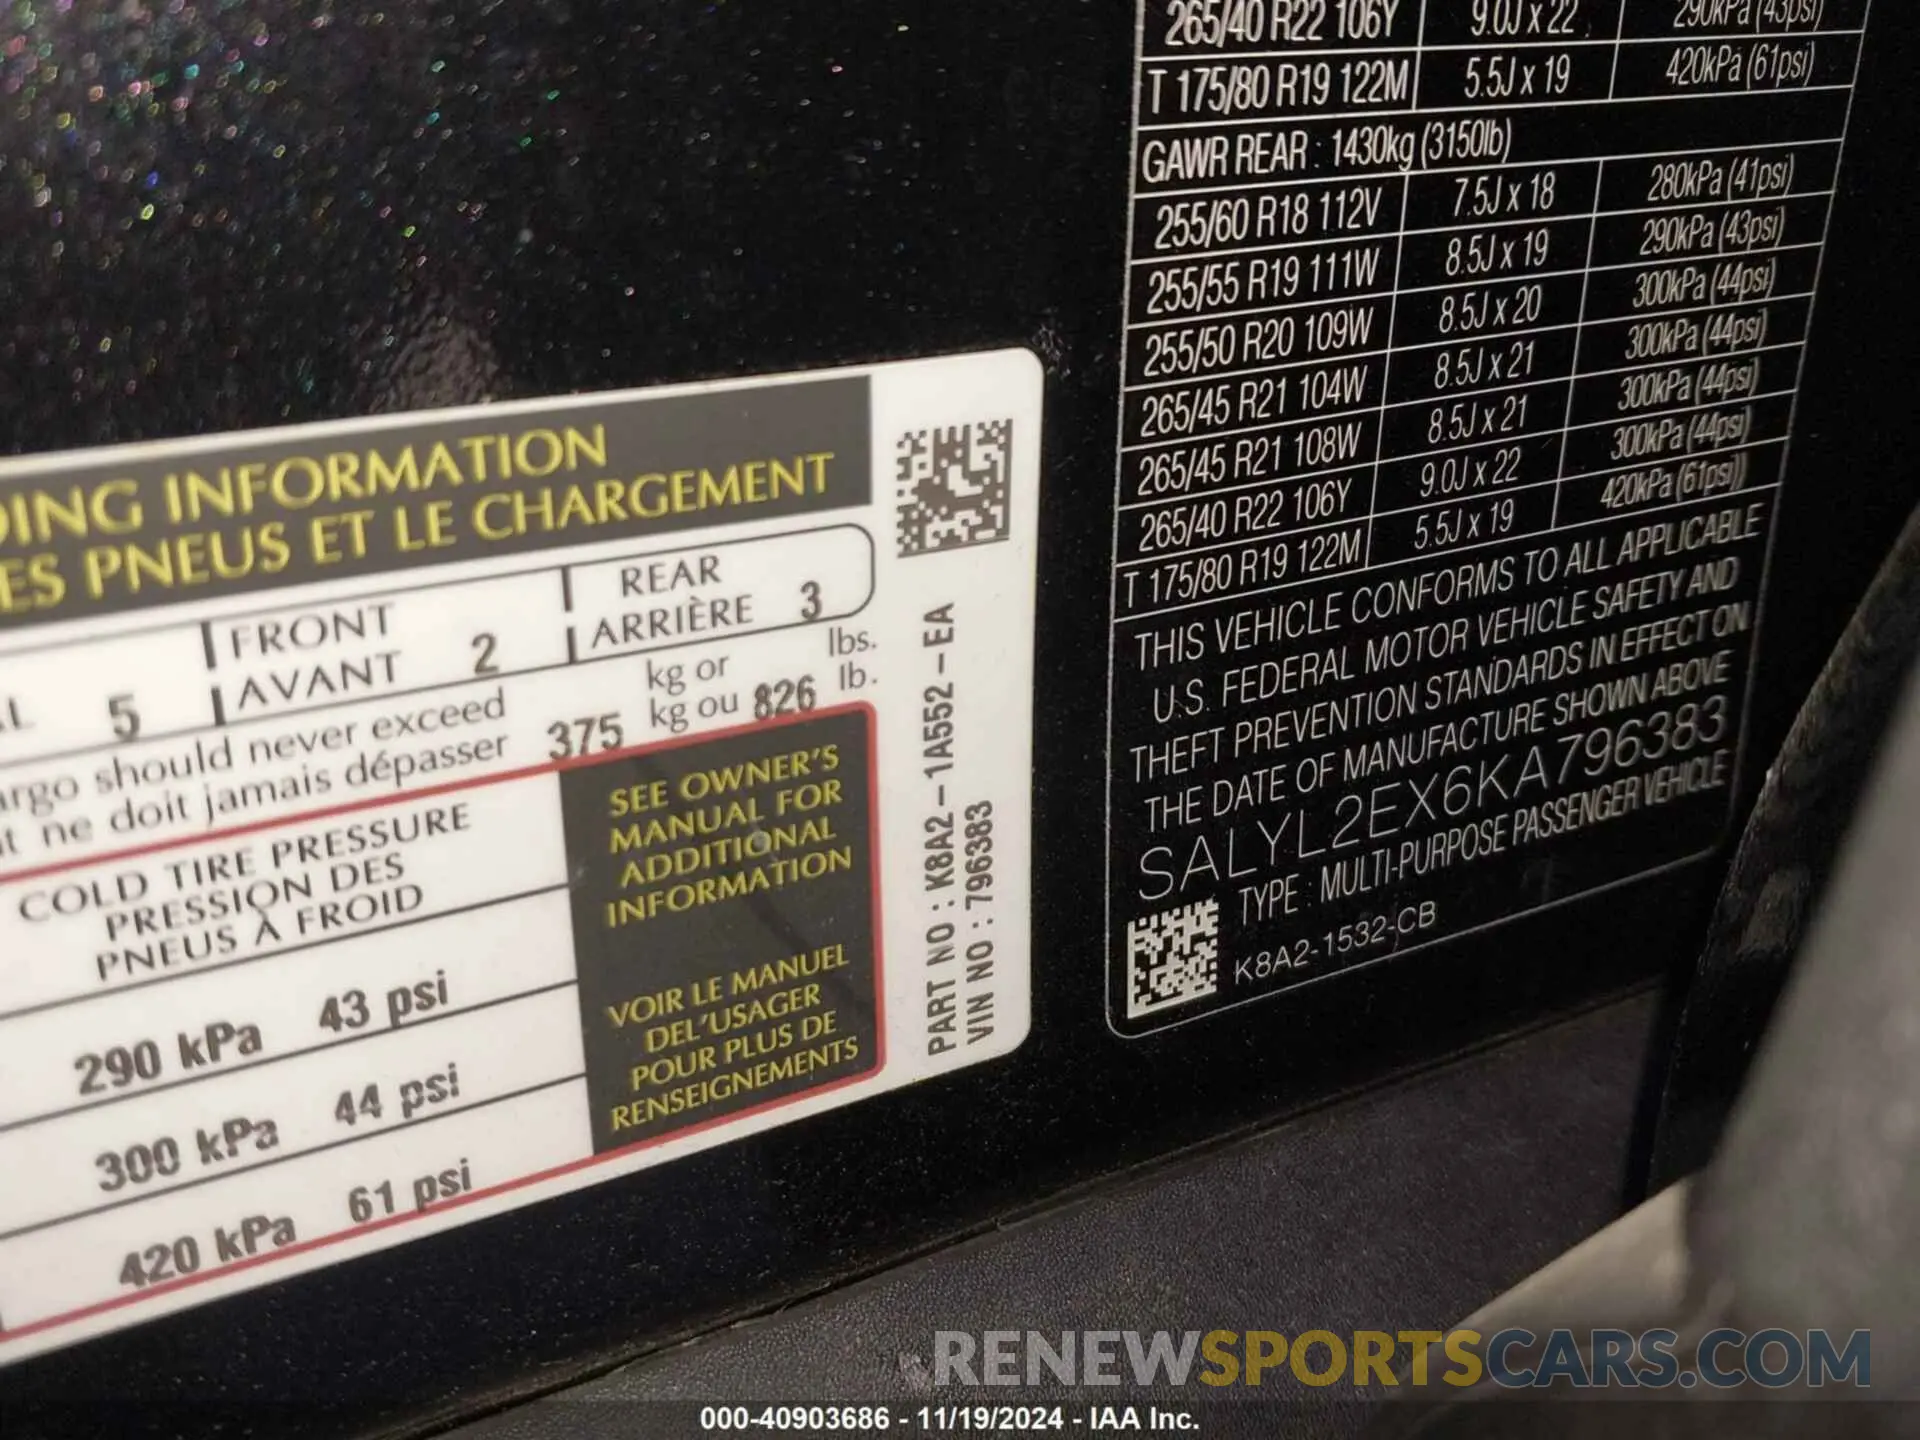 DING INFORMATION
ES PNEUS ET LE CHARGEMENT
FRONT
AVANT 2
REAR
ARRIÈRE 3
AL 5
argo should never exceed
ne doit jamais dépasser 375
kg or
kg ou 826
lbs.
lb.
COLD TIRE PRESSURE
PRESSION DES
PNEUS À FROID
290 kPa 43 psi
300 kPa 44 psi
420 kPa 61 psi
SEE OWNER'S
MANUAL FOR
ADDITIONAL
INFORMATION
VOIR LE MANUEL
DEL'USAGER
POUR PLUS DE
RENSEIGNEMENTS
PART NO : K8A2 – 1A552 – EA
VIN NO : 796383
265/40 R22 106Y 9.0J x 22 290kPa (43psi)
T 175/80 R19 122M 5.5J x 19 420kPa (61psi)
GAWR REAR : 1430kg (3150lb)
255/60 R18 112V 7.5J x 18 280kPa (41psi)
255/55 R19 111W 8.5J x 19 290kPa (43psi)
255/50 R20 109W 8.5J x 20 300kPa (44psi)
265/45 R21 104W 8.5J x 21 300kPa (44psi)
265/45 R21 108W 8.5J x 21 300kPa (44psi)
265/40 R22 106Y 9.0J x 22 300kPa (44psi)
T 175/80 R19 122M 5.5J x 19 420kPa (61psi))
THIS VEHICLE CONFORMS TO ALL APPLICABLE
U.S. FEDERAL MOTOR VEHICLE SAFETY AND
THEFT PREVENTION STANDARDS IN EFFECT ON
THE DATE OF MANUFACTURE SHOWN ABOVE
SALYL2EX6KA796383
TYPE : MULTI-PURPOSE PASSENGER VEHICLE
K8A2-1532-CB
RENEWSPORTSCARS.COM
000-40903686 - 11/19/2024 - IAA Inc.